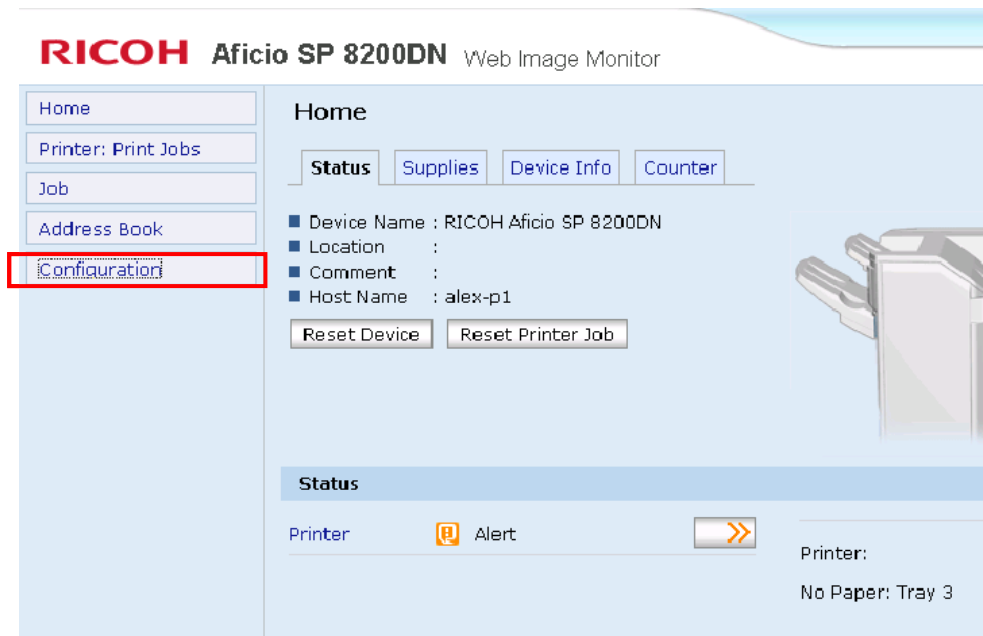 RICOH Aficio SP 8200DN Web Image Monitor
Home
Printer: Print Jobs
Job
Address Book
Configuration
Home
Status Supplies Device Info Counter
Device Name : RICOH Aficio SP 8200DN
Location :
Comment :
Host Name : alex-p1
Reset Device Reset Printer Job
Status
Printer Alert
Printer:
No Paper: Tray 3